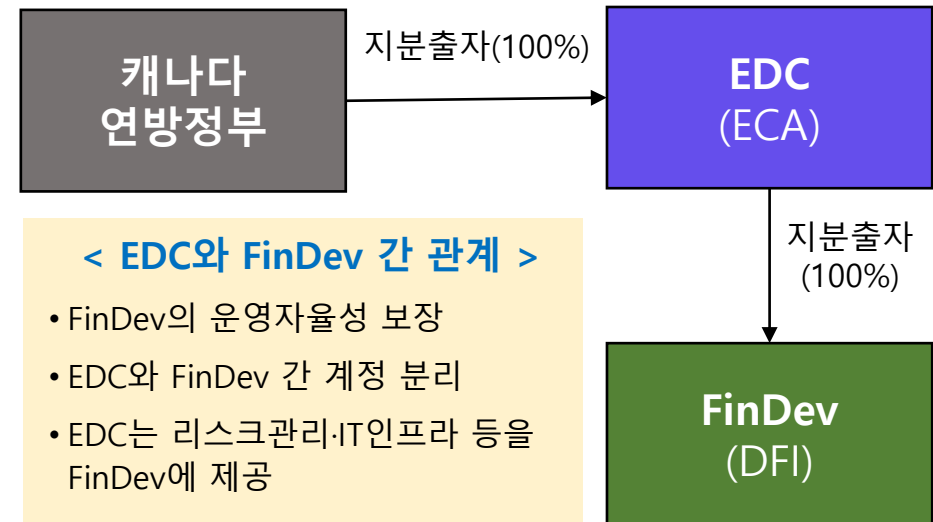 캐나다
연방정부
지분출자(100%)
EDC
(ECA)
지분출자
(100%)
FinDev
(DFI)
< EDC와 FinDev 간 관계 >
• FinDev의 운영자율성 보장
• EDC와 FinDev 간 계정 분리
• EDC는 리스크관리·IT인프라 등을
FinDev에 제공